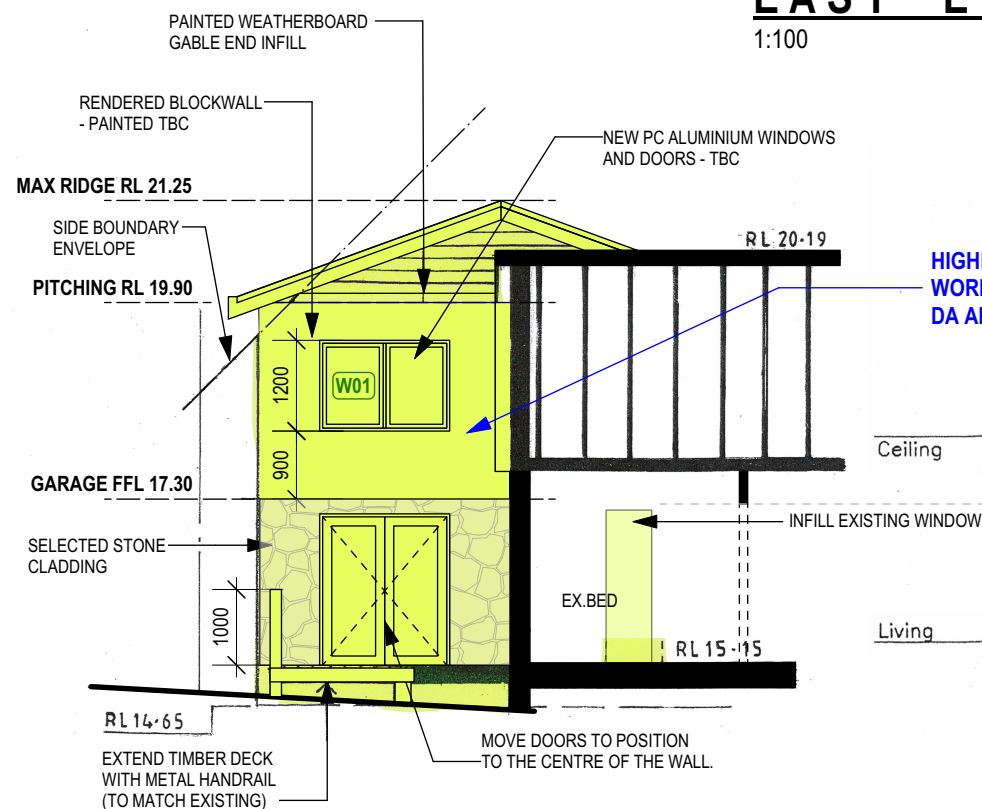 PAINTED WEATHERBOARD
GABLE END INFILL
1:100
RENDERED BLOCKWALL
- PAINTED TBC
NEW PC ALUMINIUM WINDOWS
AND DOORS - TBC
MAX RIDGE RL 21.25
SIDE BOUNDARY
ENVELOPE
RL 20.19
PITCHING RL 19.90
1200
W01
900
Ceiling
GARAGE FFL 17.30
INFILL EXISTING WINDOW
SELECTED STONE
CLADDING
1000
EX.BED
Living
RL 15.15
RL 14.65
MOVE DOORS TO POSITION
TO THE CENTRE OF THE WALL.
EXTEND TIMBER DECK
WITH METAL HANDRAIL
(TO MATCH EXISTING)